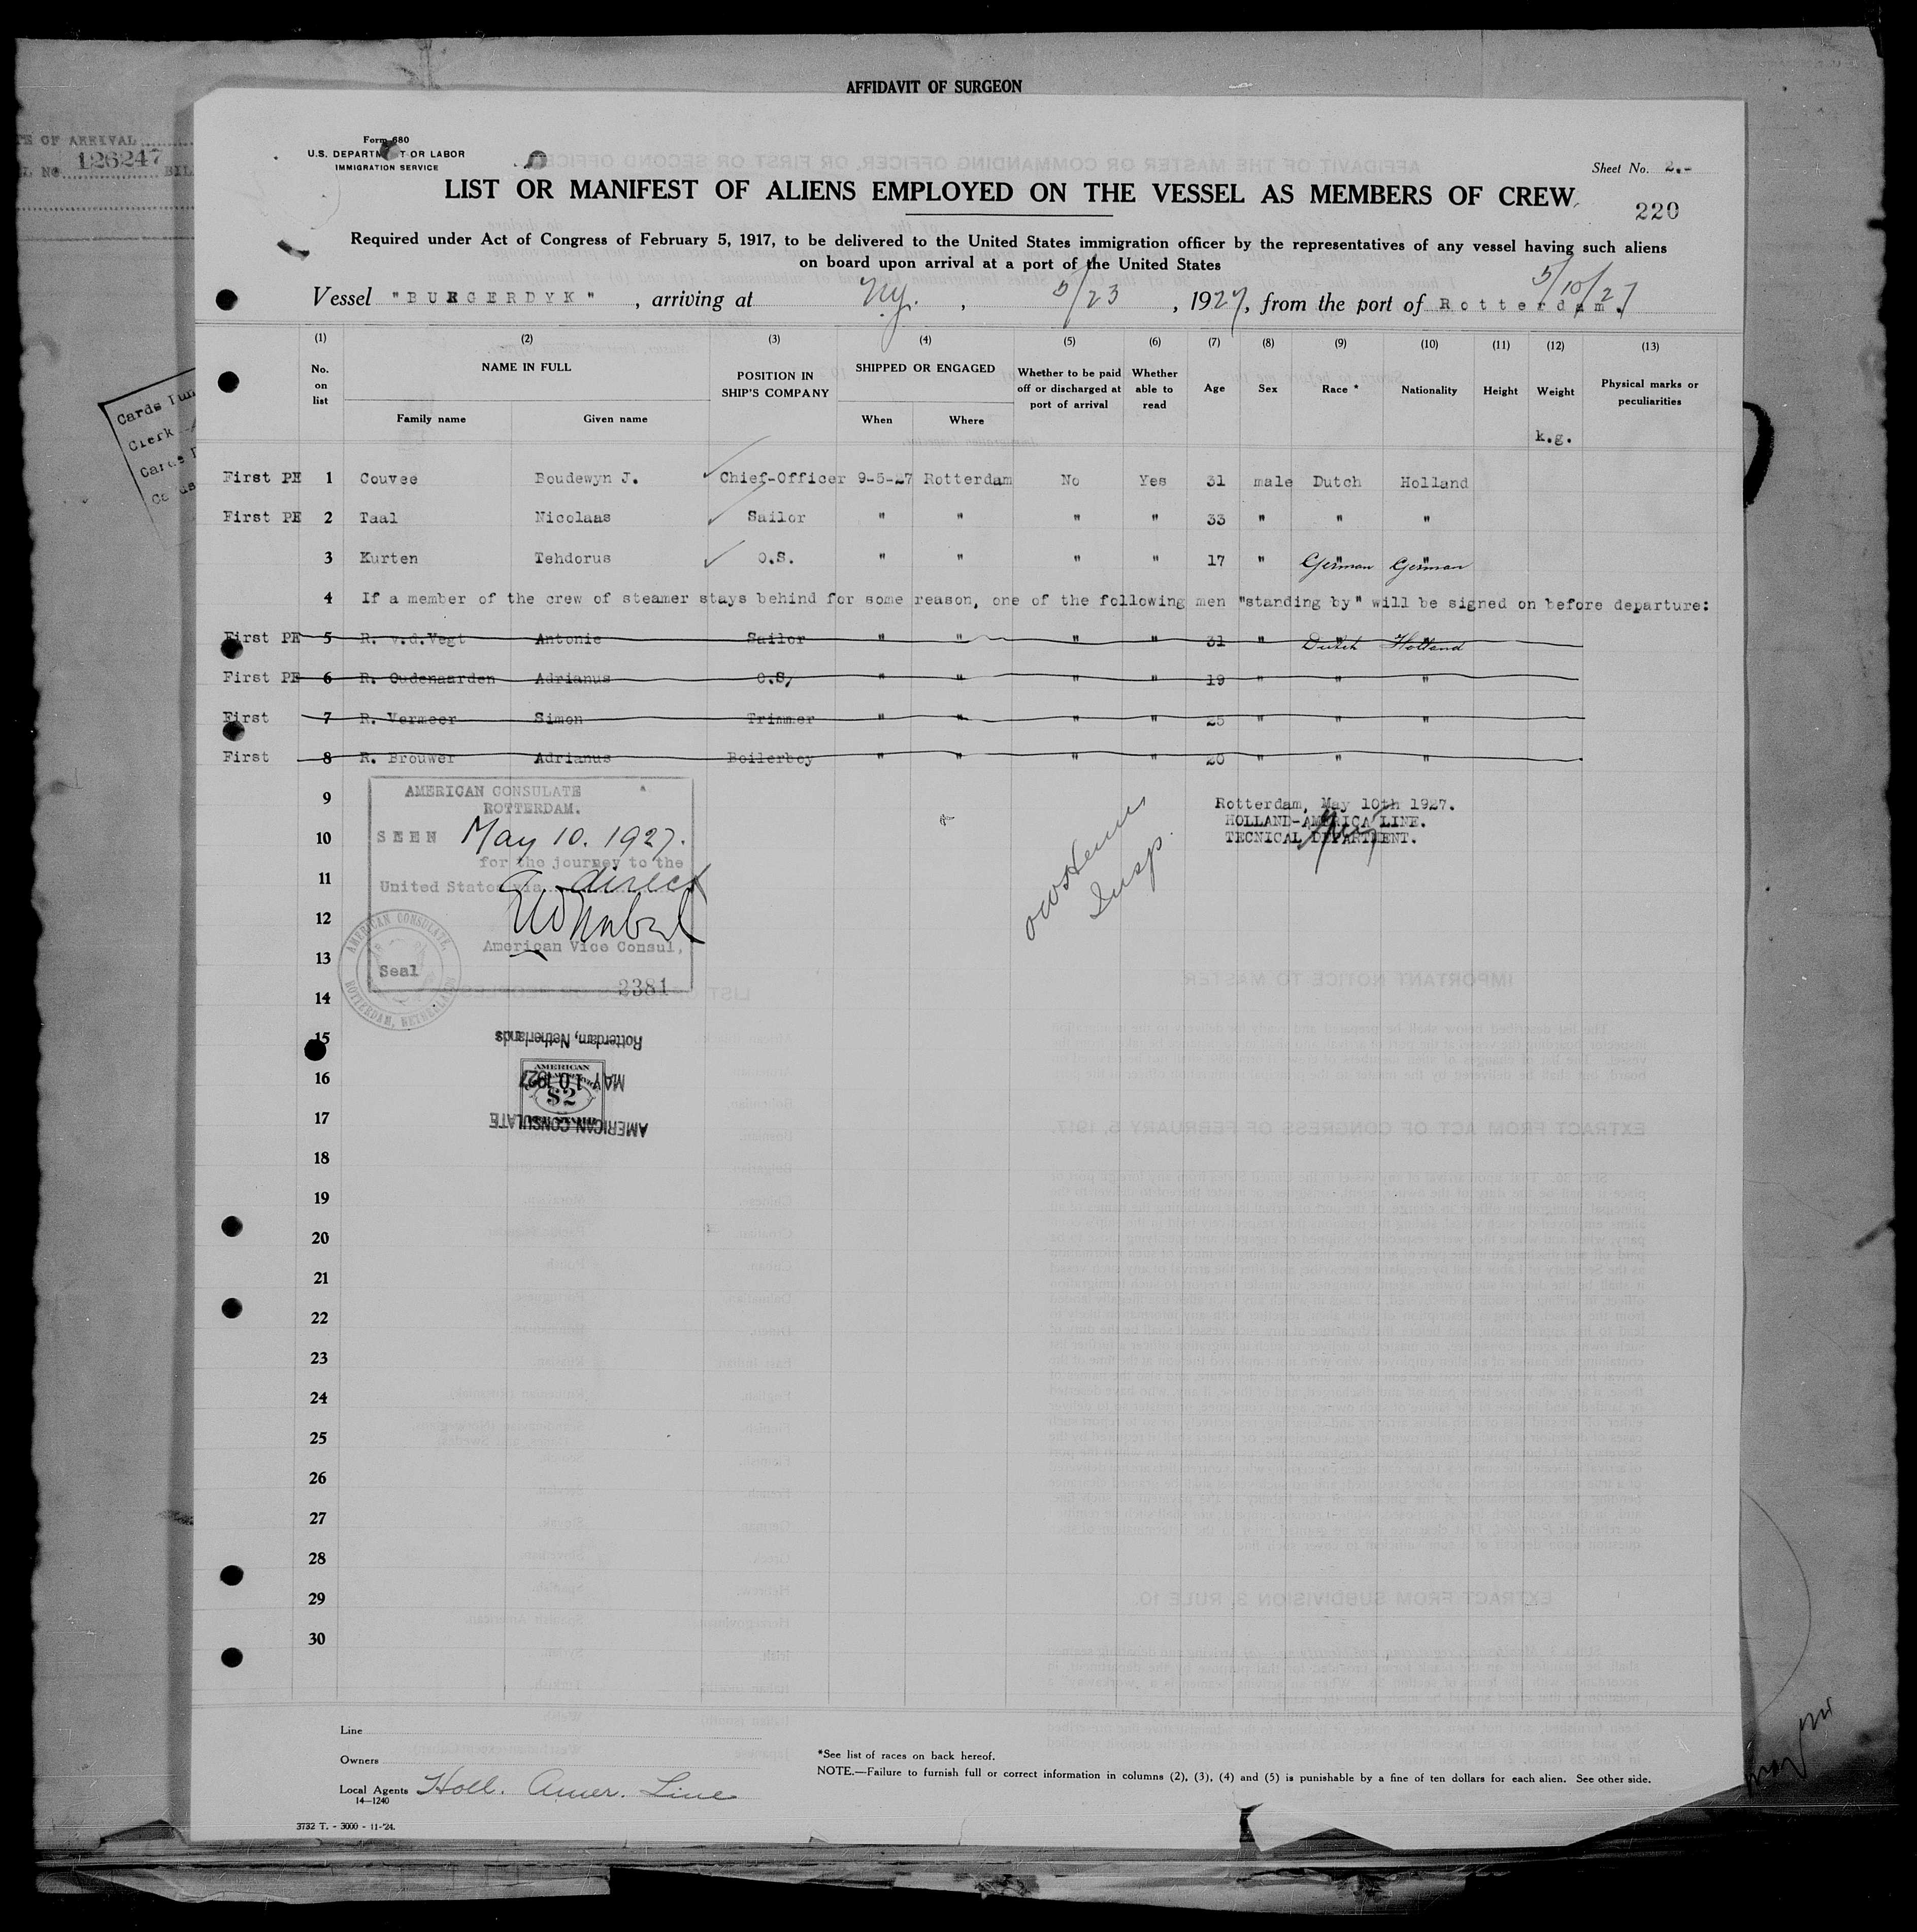 AFFIDAVIT OF SURGEON
TE OF ARRIVAL
126247
Form 680
U.S. DEPARTMENT OR LABOR
IMMIGRATION SERVICE
Sheet No. 2.-
LIST OR MANIFEST OF ALIENS EMPLOYED ON THE VESSEL AS MEMBERS OF CREW
220
Required under Act of Congress of February 5, 1917, to be delivered to the United States immigration officer by the representatives of any vessel having such aliens
on board upon arrival at a port of the United States
Vessel "BURGERDYK", arriving at N.Y., 5/23, 1927, from the port of Rotterdam. 5/10/27
(1) (2) (3) (4) (5) (6) (7) (8) (9) (10) (11) (12) (13)
No. on list NAME IN FULL POSITION IN SHIP'S COMPANY SHIPPED OR ENGAGED Whether to be paid off or discharged at port of arrival Whether able to read Age Sex Race * Nationality Height Weight Physical marks or peculiarities
Family name Given name When Where
k.g.
First PE 1 Couvee Boudewyn J. Chief-Officer 9-5-27 Rotterdam No Yes 31 male Dutch Holland
First PE 2 Taal Nicolaas Sailor " " " " 33 " " "
3 Kurten Tehdorus O.S. " " " " 17 " German German
4 If a member of the crew of steamer stays behind for some reason, one of the following men "standing by" will be signed on before departure:
First PE 5 R. v.d. Vegt Antonie Sailor " " " " 31 " Dutch Holland
First PE 6 R. Oudenaarden Adrianus O.S, " " " " 19 " " "
First 7 R. Vermeer Simon Trimmer " " " " 25 " " "
First 8 R. Brouwer Adrianus Boilerboy " " " " 20 " " "
9
10
11
12
13
14
15
16
17
18
19
20
21
22
23
24
25
26
27
28
29
30
AMERICAN CONSULATE
ROTTERDAM.
SEEN May 10. 1927.
for the journey to the
United States via direct
American Vice Consul,
Seal
2381
AMERICAN CONSULATE,
ROTTERDAM, NETHERLANDS
Rotterdam, May 10th 1927.
HOLLAND-AMERICA LINE.
TECNICAL DEPARTMENT.
Insp.
Rotterdam, Netherlands
MAY 10 1927
AMERICAN CONSULATE
AMERICAN
$2
Line
Owners
Local Agents Holl. Amer. Line
14—1240
*See list of races on back hereof.
NOTE.—Failure to furnish full or correct information in columns (2), (3), (4) and (5) is punishable by a fine of ten dollars for each alien. See other side.
3732 T. - 3000 - 11-'24.